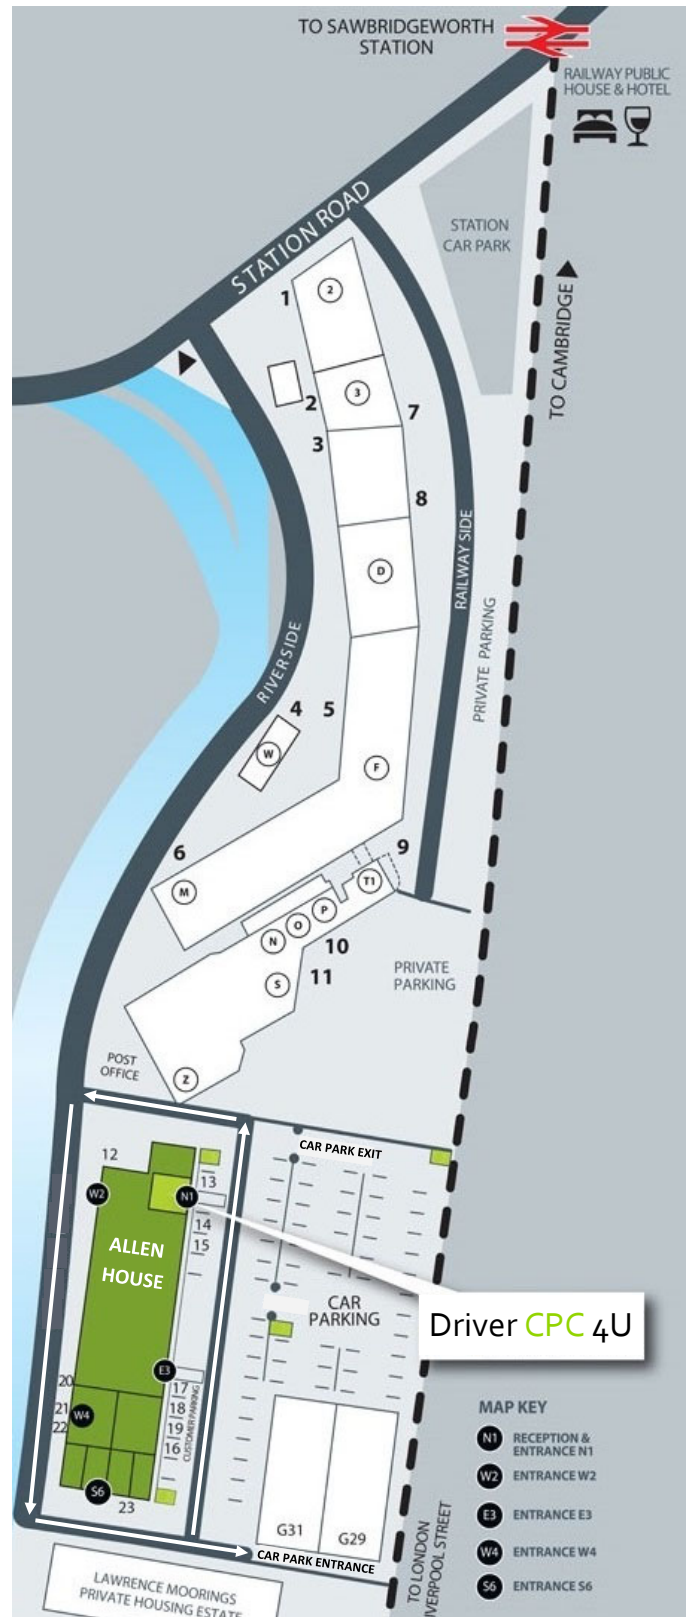 TO SAWBRIDGEWORTH
STATION
RAILWAY PUBLIC
HOUSE & HOTEL
STATION ROAD
STATION
CAR PARK
TO CAMBRIDGE
1
2
2
3
3
7
8
D
RAILWAY SIDE
PRIVATE PARKING
RIVERSIDE
4
5
W
F
6
9
M
T1
P
O
N
10
S
11
PRIVATE
PARKING
POST
OFFICE
Z
CAR PARK EXIT
12
13
W2
N1
14
15
ALLEN
HOUSE
CAR
PARKING
Driver CPC 4U
E3
20
17
21
W4
18
22
19
16
CUSTOMER PARKING
S6
23
G31
G29
CAR PARK ENTRANCE
LAWRENCE MOORINGS
PRIVATE HOUSING ESTATE
TO LONDON
IVERPOOL STREET
MAP KEY
N1 RECEPTION &
ENTRANCE N1
W2 ENTRANCE W2
E3 ENTRANCE E3
W4 ENTRANCE W4
S6 ENTRANCE S6